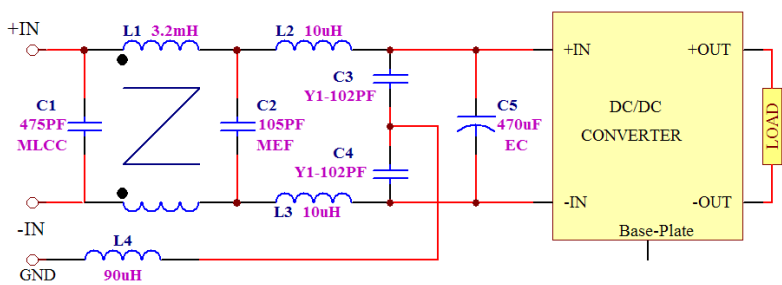 +IN
L1
3.2mH
L2
10uH
C1
475PF
MLCC
C2
105PF
MEF
C3
Y1-102PF
C4
Y1-102PF
C5
470uF
EC
L3
10uH
-IN
GND
L4
90uH
+IN
+OUT
DC/DC
CONVERTER
-IN
-OUT
Base-Plate
LOAD